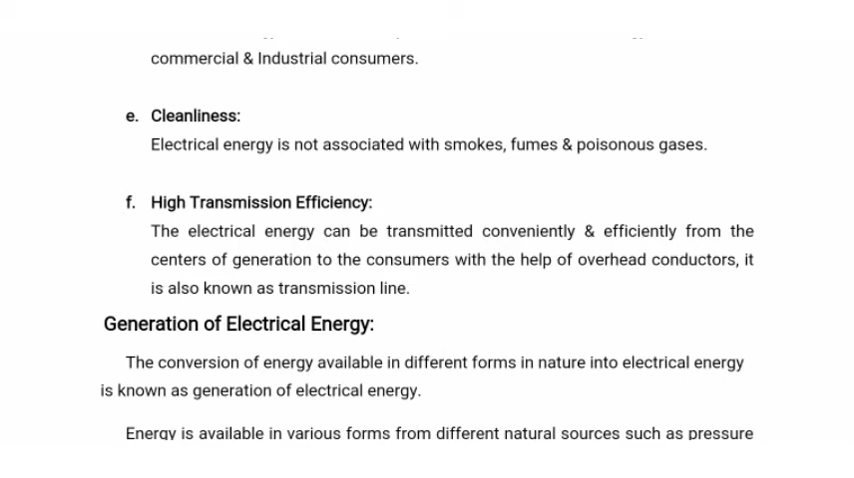 commercial & Industrial consumers.
e. Cleanliness:
Electrical energy is not associated with smokes, fumes & poisonous gases.
f. High Transmission Efficiency:
The electrical energy can be transmitted conveniently & efficiently from the
centers of generation to the consumers with the help of overhead conductors, it
is also known as transmission line.
Generation of Electrical Energy:
The conversion of energy available in different forms in nature into electrical energy
is known as generation of electrical energy.
Energy is available in various forms from different natural sources such as pressure